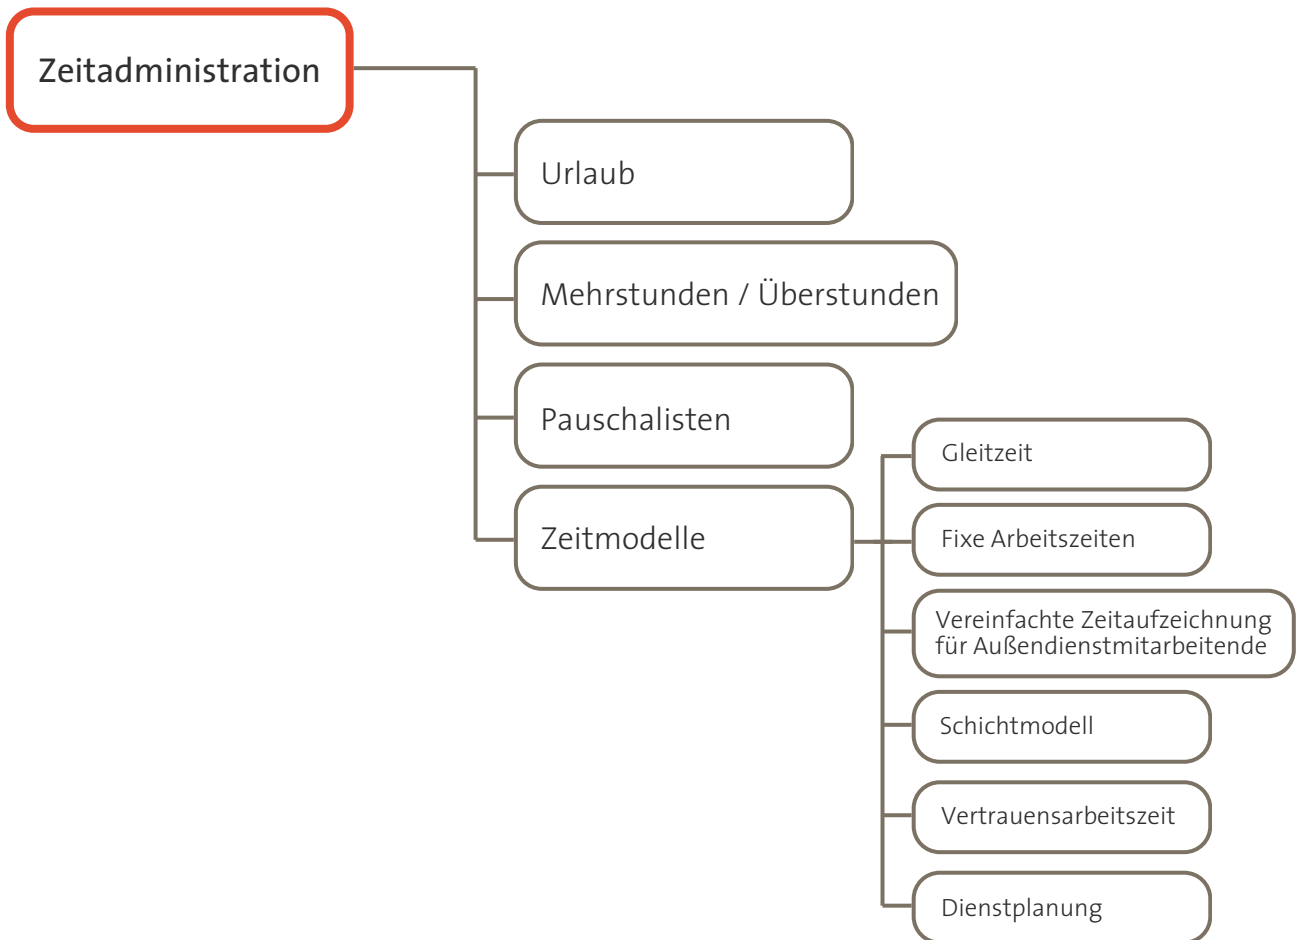 Zeitadministration
Urlaub
Mehrstunden / Überstunden
Pauschalisten
Zeitmodelle
Gleitzeit
Fixe Arbeitszeiten
Vereinfachte Zeitaufzeichnung
für Außendienstmitarbeitende
Schichtmodell
Vertrauensarbeitszeit
Dienstplanung